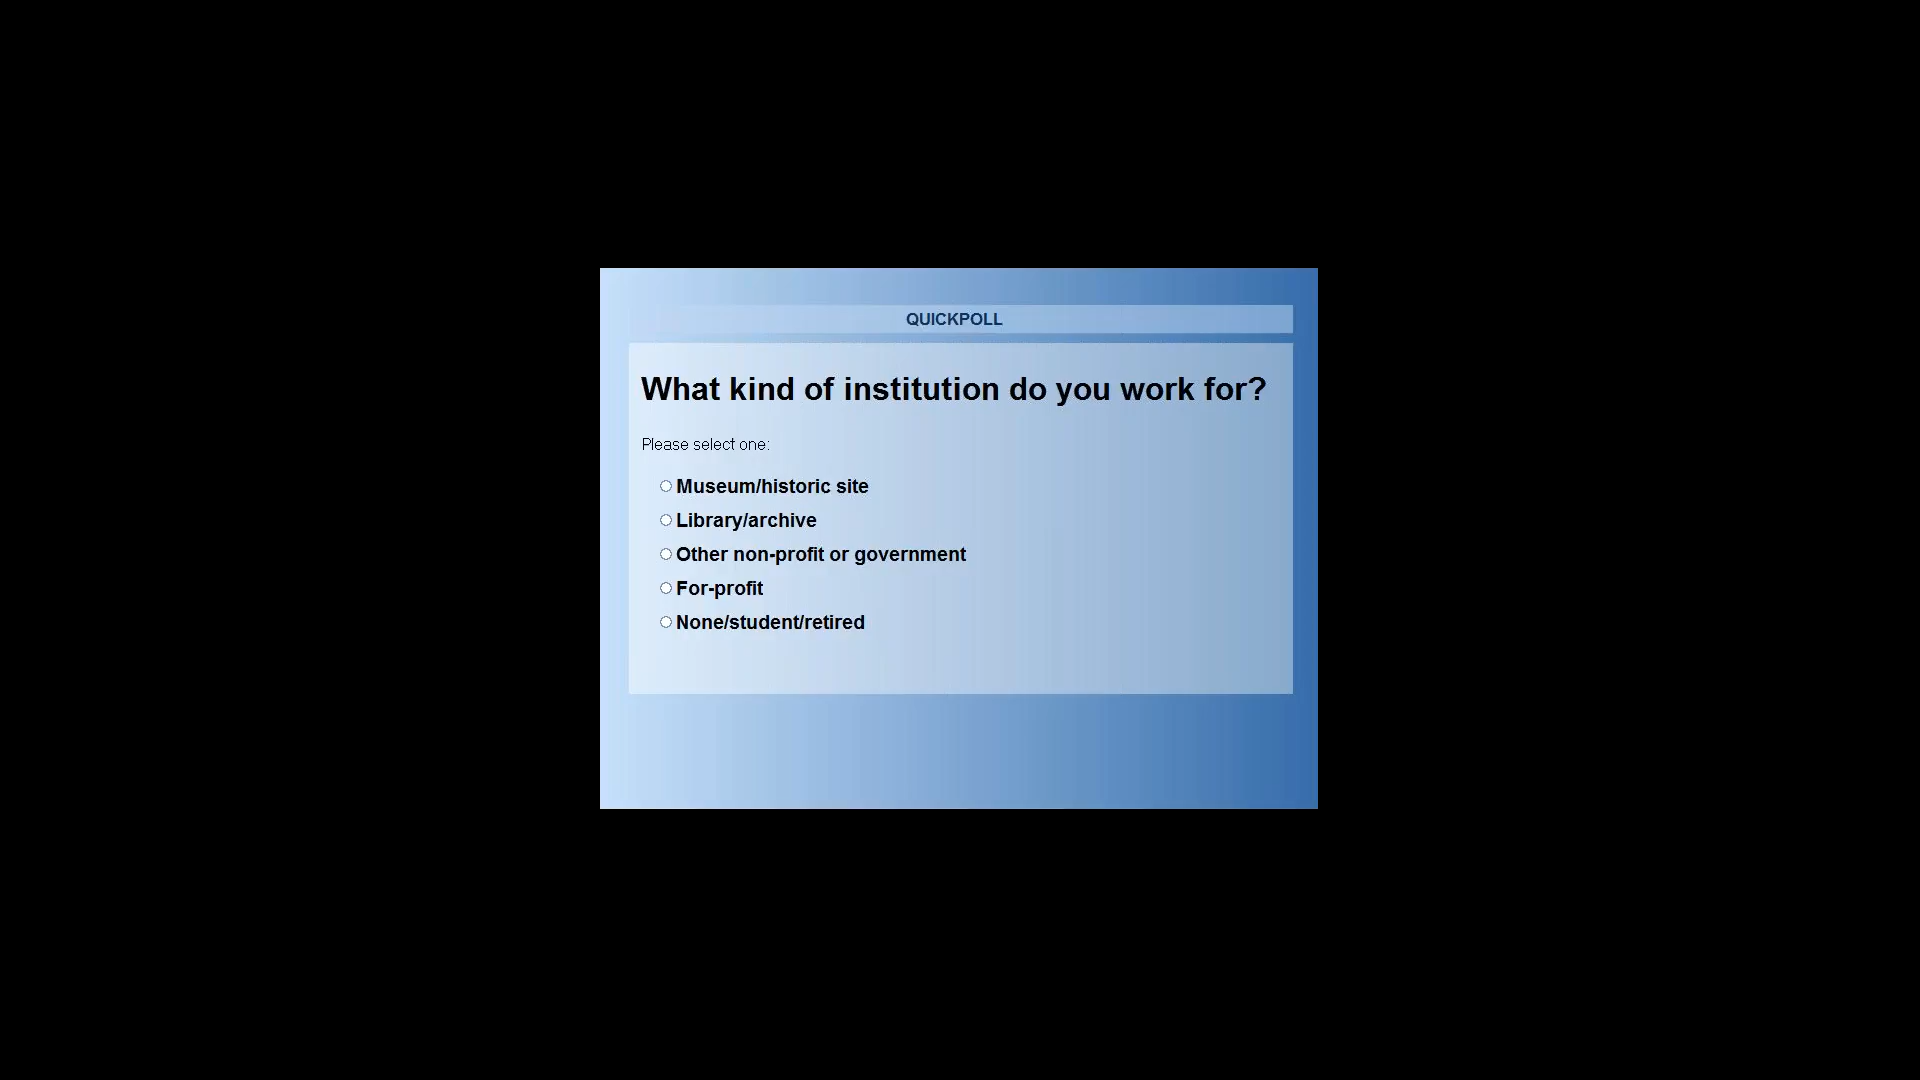 QUICKPOLL
What kind of institution do you work for?
Please select one:
Museum/historic site
Library/archive
Other non-profit or government
For-profit
None/student/retired